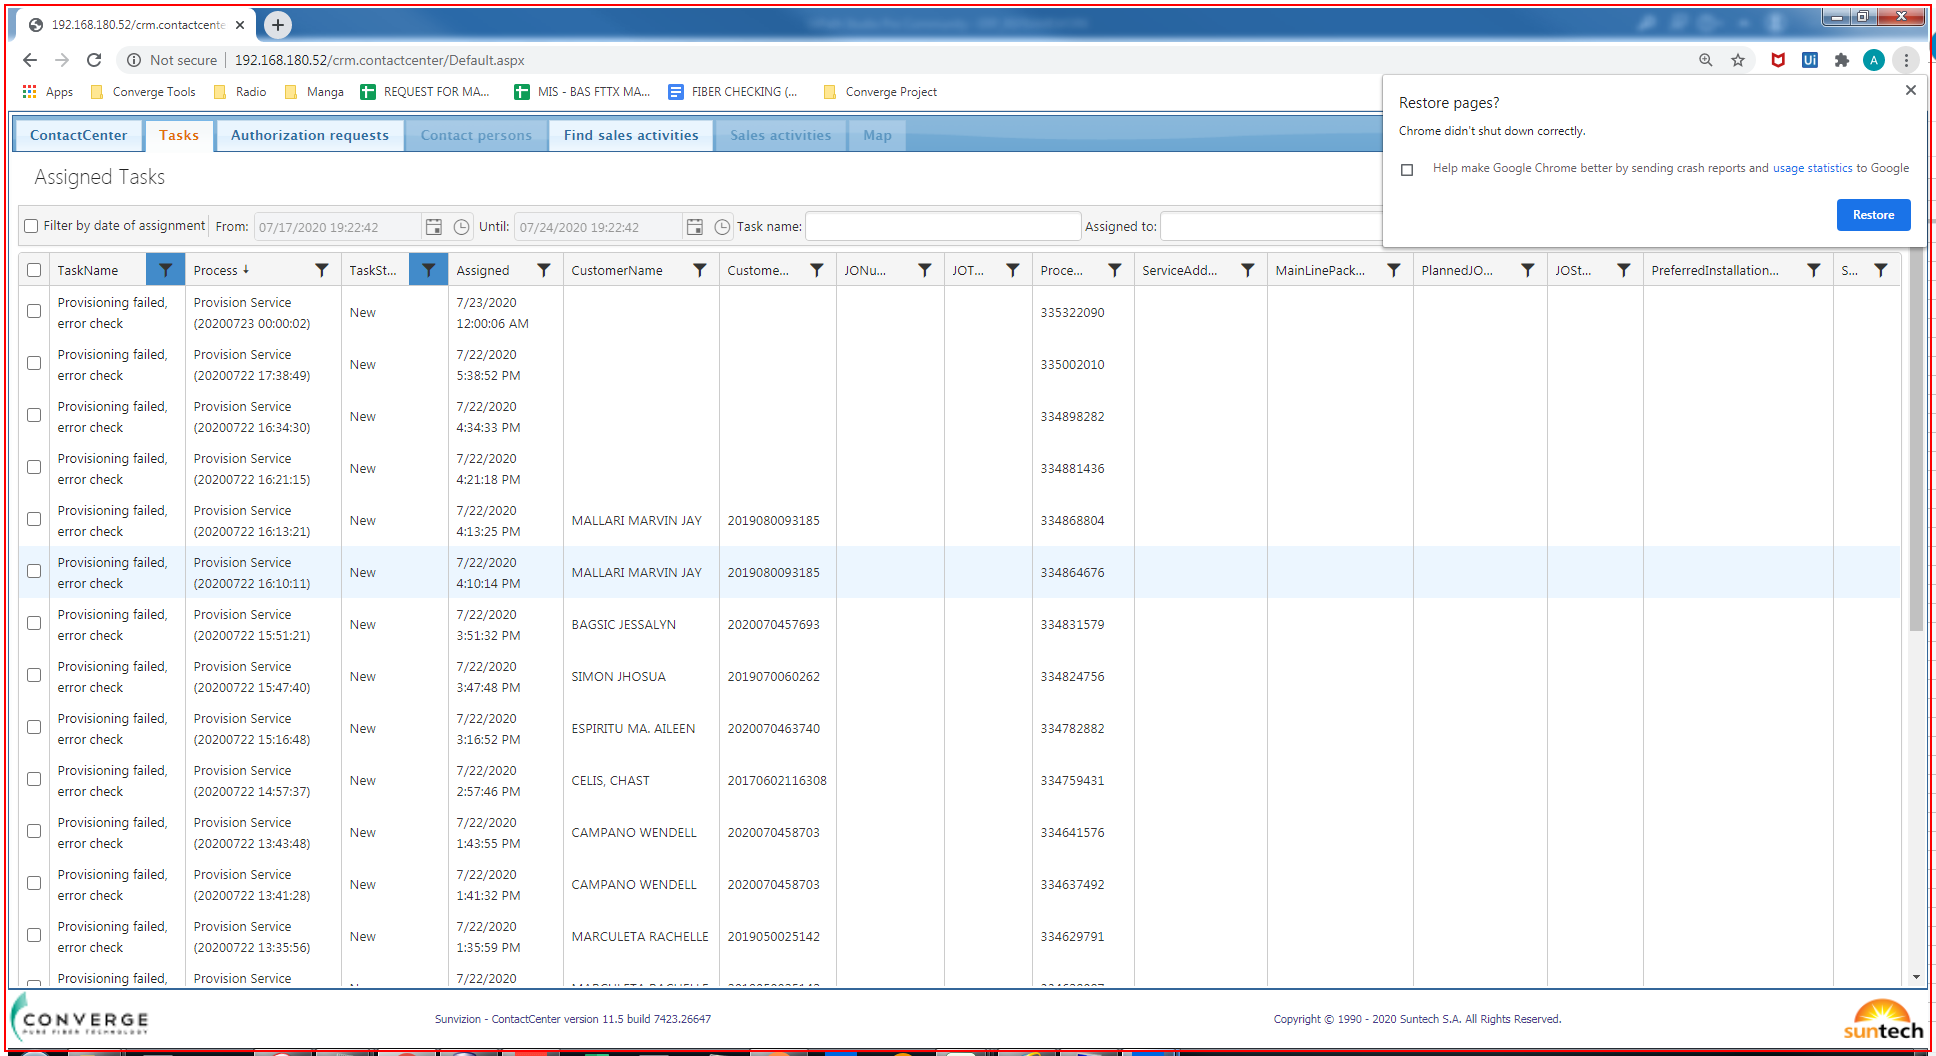 192.168.180.52/crm.contactcente
Not secure 192.168.180.52/crm.contactcenter/Default.aspx
Apps Converge Tools Radio Manga REQUEST FOR MA... MIS - BAS FTTX MA... FIBER CHECKING (... Converge Project
Restore pages?
Chrome didn't shut down correctly.
Help make Google Chrome better by sending crash reports and usage statistics to Google
Restore
ContactCenter Tasks Authorization requests Contact persons Find sales activities Sales activities Map
Assigned Tasks
Filter by date of assignment From: 07/17/2020 19:22:42 Until: 07/24/2020 19:22:42 Task name: Assigned to:
TaskName Process TaskSt... Assigned CustomerName Custome... JONu... JOT... Proce... ServiceAdd... MainLinePack... PlannedJO... JOSt... PreferredInstallation... S...
Provisioning failed, Provision Service 7/23/2020
New 335322090
error check (20200723 00:00:02) 12:00:06 AM
Provisioning failed, Provision Service 7/22/2020
New 335002010
error check (20200722 17:38:49) 5:38:52 PM
Provisioning failed, Provision Service 7/22/2020
New 334898282
error check (20200722 16:34:30) 4:34:33 PM
Provisioning failed, Provision Service 7/22/2020
New 334881436
error check (20200722 16:21:15) 4:21:18 PM
Provisioning failed, Provision Service 7/22/2020
New MALLARI MARVIN JAY 2019080093185 334868804
error check (20200722 16:13:21) 4:13:25 PM
Provisioning failed, Provision Service 7/22/2020
New MALLARI MARVIN JAY 2019080093185 334864676
error check (20200722 16:10:11) 4:10:14 PM
Provisioning failed, Provision Service 7/22/2020
New BAGSIC JESSALYN 2020070457693 334831579
error check (20200722 15:51:21) 3:51:32 PM
Provisioning failed, Provision Service 7/22/2020
New SIMON JHOSUA 2019070060262 334824756
error check (20200722 15:47:40) 3:47:48 PM
Provisioning failed, Provision Service 7/22/2020
New ESPIRITU MA. AILEEN 2020070463740 334782882
error check (20200722 15:16:48) 3:16:52 PM
Provisioning failed, Provision Service 7/22/2020
New CELIS, CHAST 20170602116308 334759431
error check (20200722 14:57:37) 2:57:46 PM
Provisioning failed, Provision Service 7/22/2020
New CAMPANO WENDELL 2020070458703 334641576
error check (20200722 13:43:48) 1:43:55 PM
Provisioning failed, Provision Service 7/22/2020
New CAMPANO WENDELL 2020070458703 334637492
error check (20200722 13:41:28) 1:41:32 PM
Provisioning failed, Provision Service 7/22/2020
New MARCULETA RACHELLE 2019050025142 334629791
error check (20200722 13:35:56) 1:35:59 PM
Provisioning failed, Provision Service 7/22/2020
CONVERGE
PURE FIBER TECHNOLOGY
Sunvizion - ContactCenter version 11.5 build 7423.26647
Copyright © 1990 - 2020 Suntech S.A. All Rights Reserved.
suntech